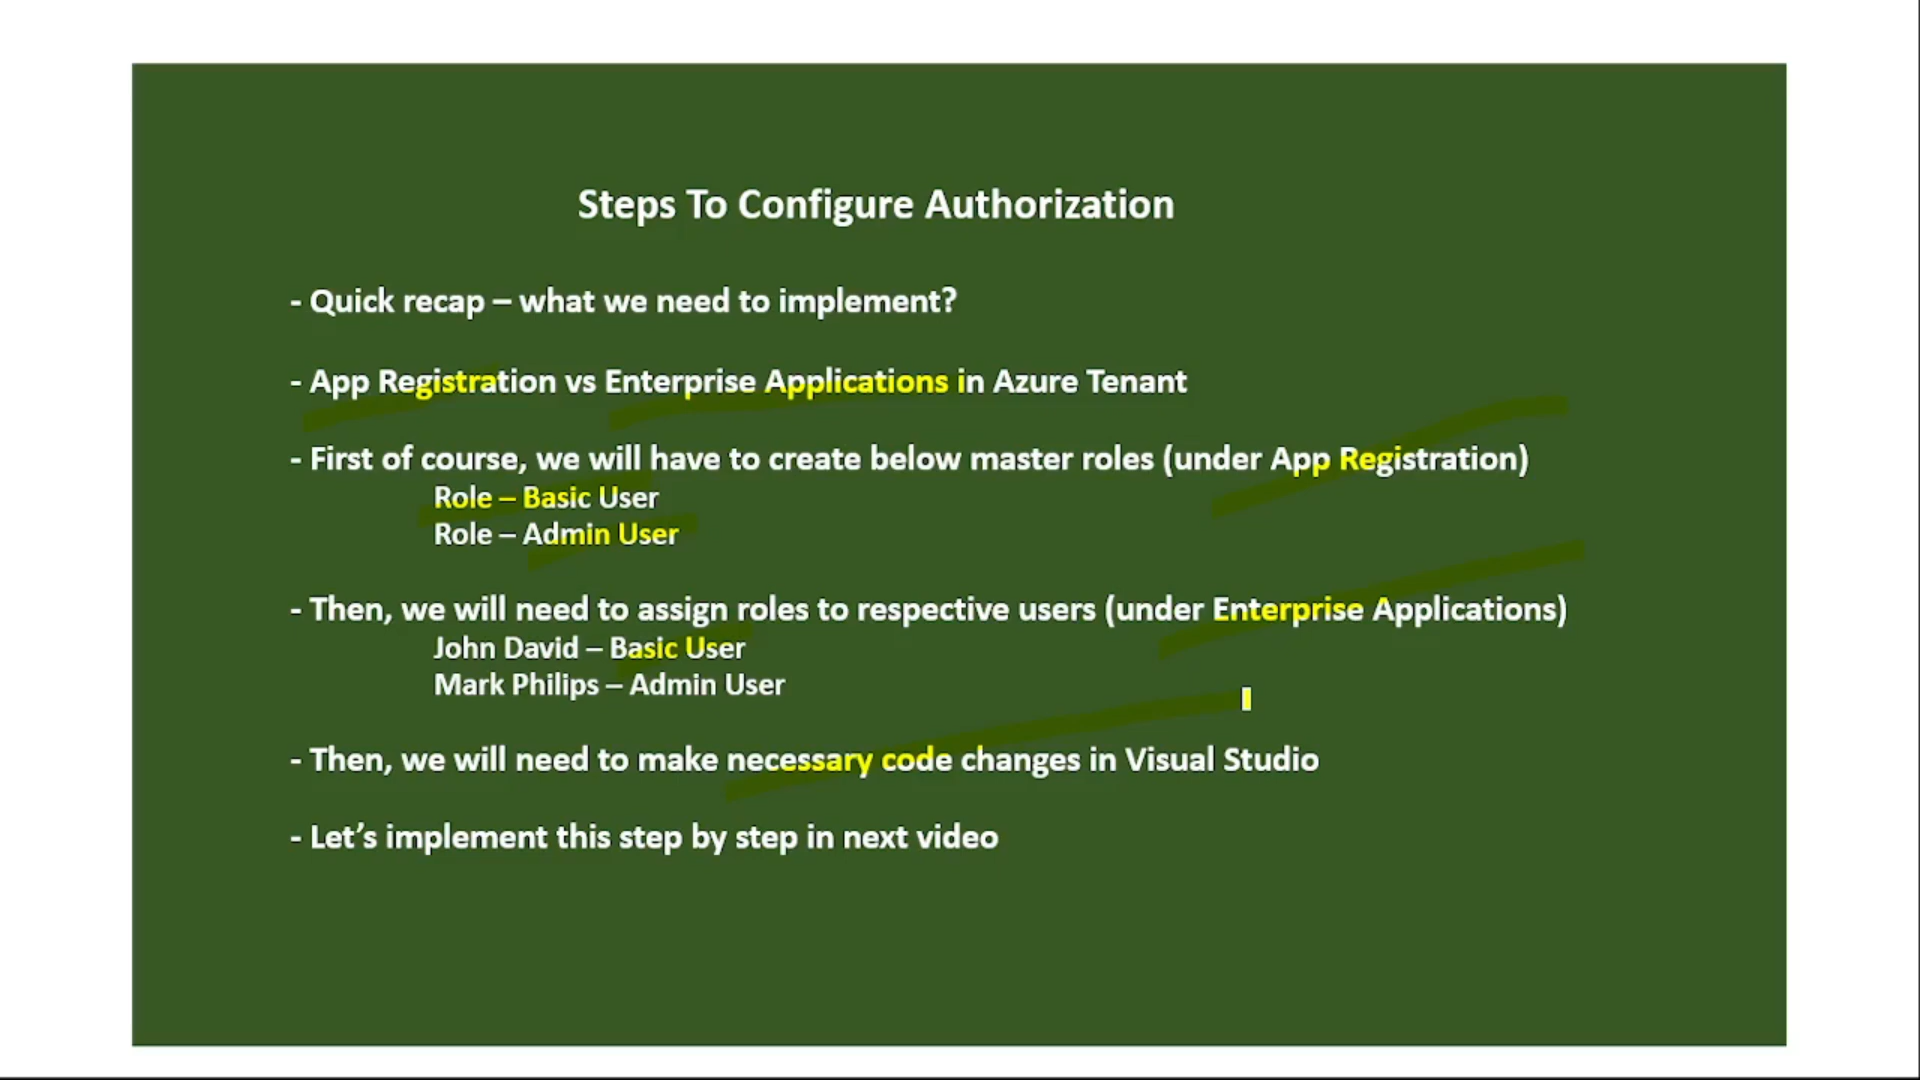 Steps To Configure Authorization
- Quick recap – what we need to implement?
- App Registration vs Enterprise Applications in Azure Tenant
- First of course, we will have to create below master roles (under App Registration)
Role – Basic User
Role – Admin User
- Then, we will need to assign roles to respective users (under Enterprise Applications)
John David – Basic User
Mark Philips – Admin User
- Then, we will need to make necessary code changes in Visual Studio
- Let’s implement this step by step in next video